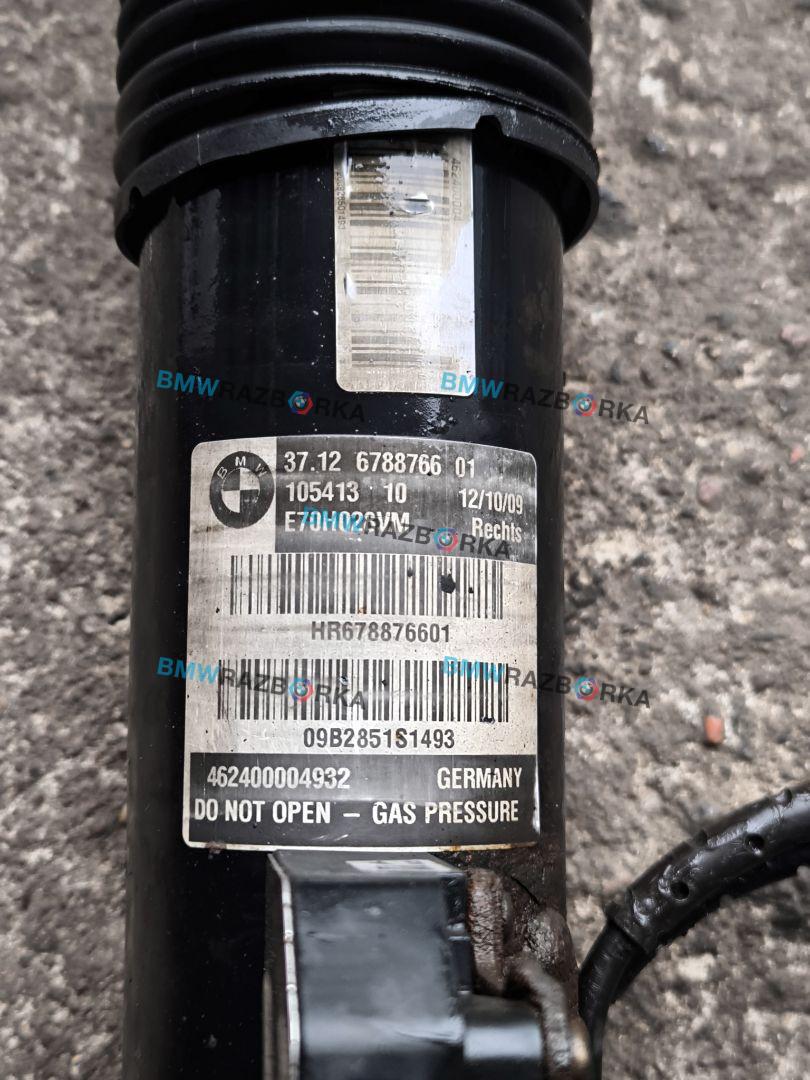 BMWRAZBORKA
BMWRAZBORKA
BMW
37.12 6788766 01
105413 10 12/10/09
Rechts
BMWRAZBORKA
HR678876601
BMWRAZBORKA
BMWRAZBORKA
09B2851S1493
462400004932 GERMANY
DO NOT OPEN – GAS PRESSURE